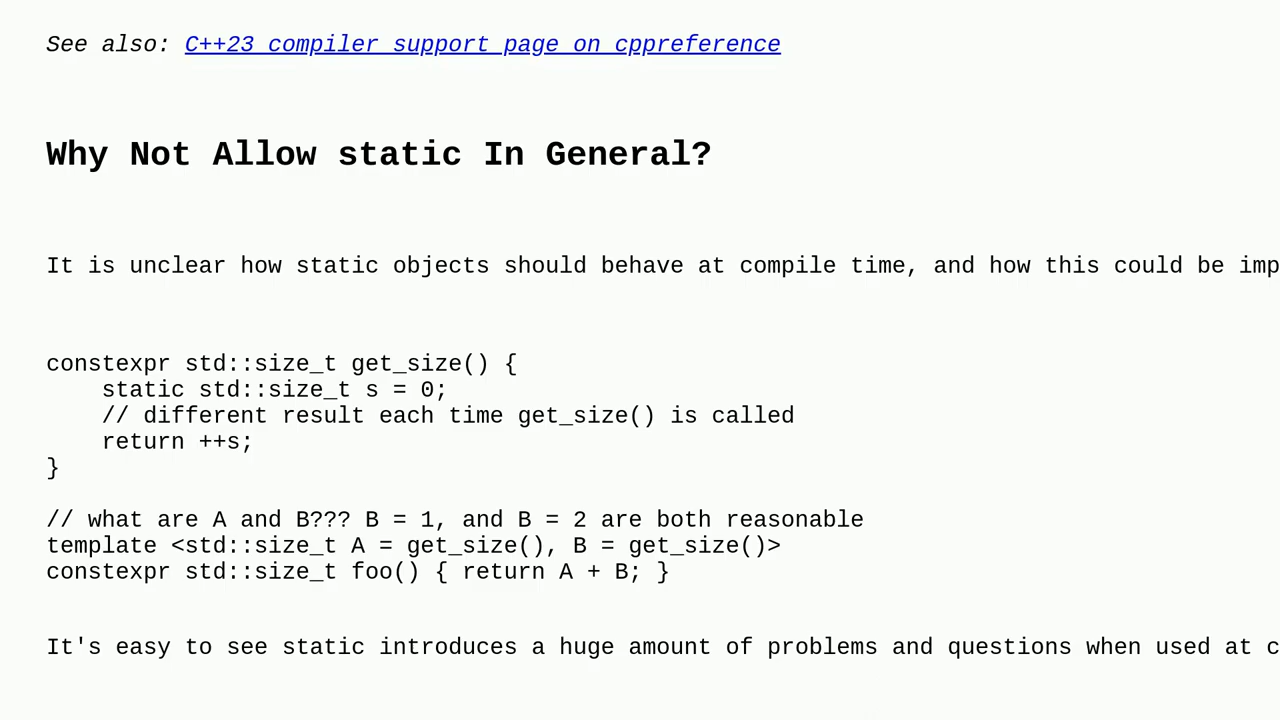 See also: C++23 compiler support page on cppreference
Why Not Allow static In General?
It is unclear how static objects should behave at compile time, and how this could be imp
constexpr std::size_t get_size() {
    static std::size_t s = 0;
    // different result each time get_size() is called
    return ++s;
}
// what are A and B??? B = 1, and B = 2 are both reasonable
template <std::size_t A = get_size(), B = get_size()>
constexpr std::size_t foo() { return A + B; }
It's easy to see static introduces a huge amount of problems and questions when used at c